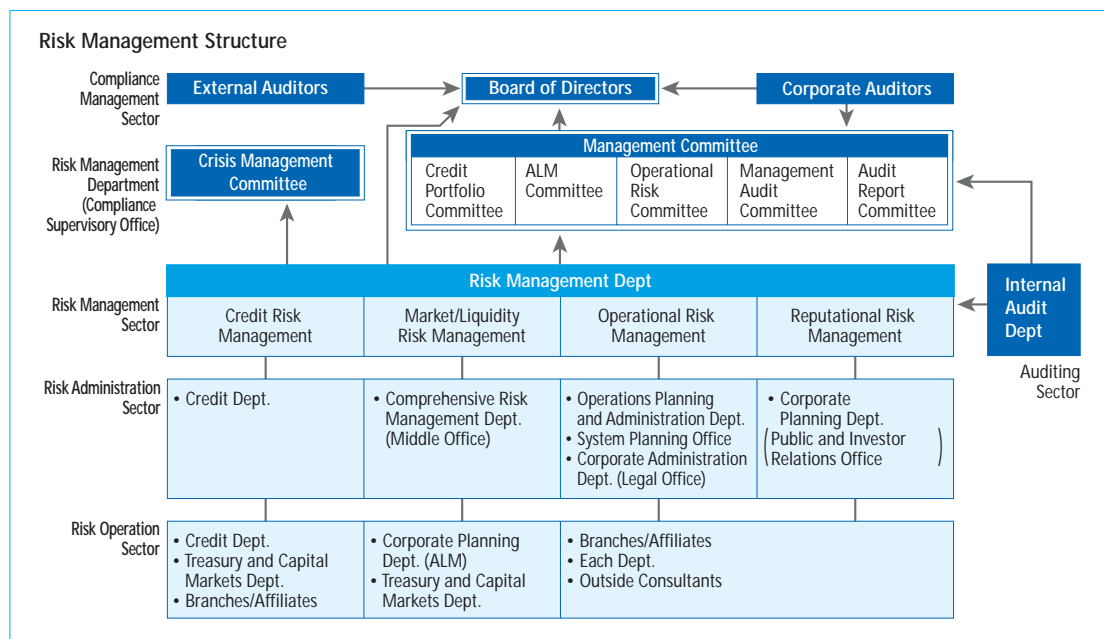 Risk Management Structure
Compliance
Management
Sector
External Auditors
Board of Directors
Corporate Auditors
Risk Management
Department
(Compliance
Supervisory Office)
Crisis Management
Committee
Management Committee
Credit
Portfolio
Committee
ALM
Committee
Operational
Risk
Committee
Management
Audit
Committee
Audit
Report
Committee
Risk Management Dept
Risk Management
Sector
Credit Risk
Management
Market/Liquidity
Risk Management
Operational Risk
Management
Reputational Risk
Management
Internal
Audit
Dept
Auditing
Sector
Risk Administration
Sector
• Credit Dept.
• Comprehensive Risk
Management Dept.
(Middle Office)
• Operations Planning
and Administration Dept.
• System Planning Office
• Corporate Administration
Dept. (Legal Office)
• Corporate
Planning Dept.
(Public and Investor
Relations Office)
Risk Operation
Sector
• Credit Dept.
• Treasury and Capital
Markets Dept.
• Branches/Affiliates
• Corporate Planning
Dept. (ALM)
• Treasury and Capital
Markets Dept.
• Branches/Affiliates
• Each Dept.
• Outside Consultants